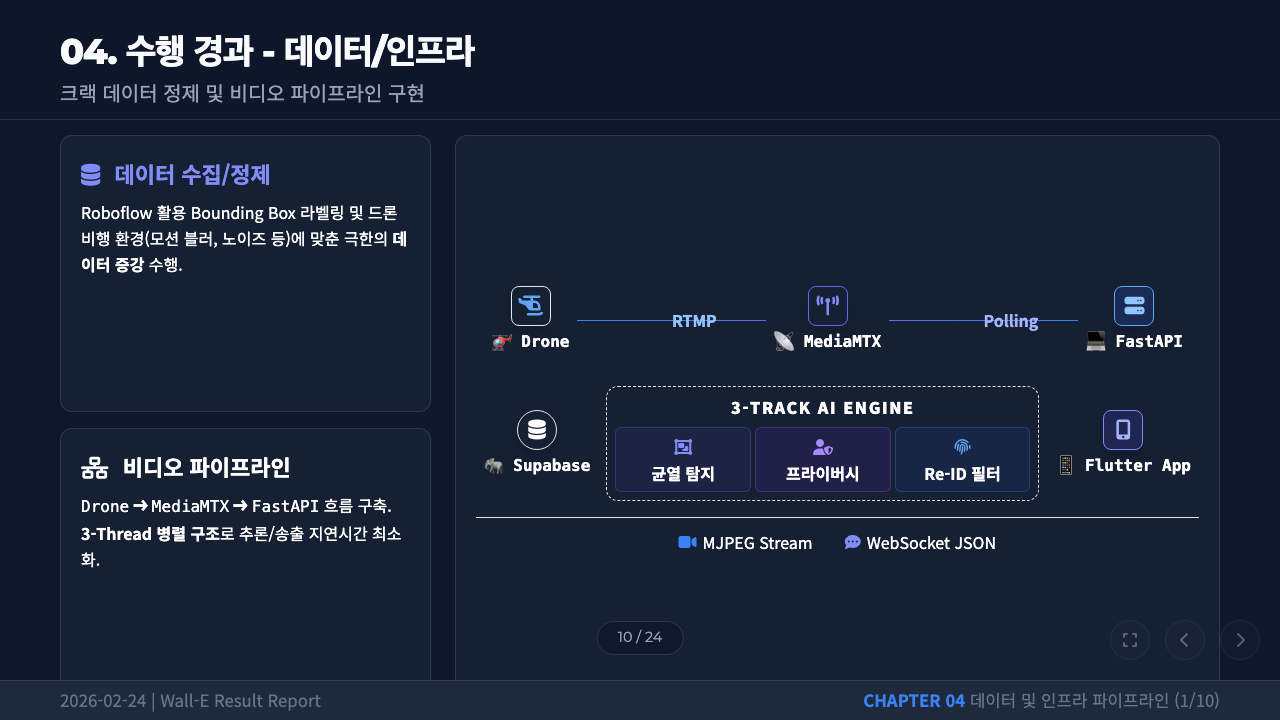 04. 수행 경과 - 데이터/인프라
크랙 데이터 정제 및 비디오 파이프라인 구현
데이터 수집/정제
Roboflow 활용 Bounding Box 라벨링 및 드론
비행 환경(모션 블러, 노이즈 등)에 맞춘 극한의 데
이터 증강 수행.
비디오 파이프라인
Drone ➜ MediaMTX ➜ FastAPI 흐름 구축.
3-Thread 병렬 구조로 추론/송출 지연시간 최소
화.
RTMP
Polling
🚁 Drone
📡 MediaMTX
💻 FastAPI
3-TRACK AI ENGINE
🐘 Supabase
균열 탐지
프라이버시
Re-ID 필터
📱 Flutter App
MJPEG Stream
WebSocket JSON
10 / 24
2026-02-24 | Wall-E Result Report
CHAPTER 04 데이터 및 인프라 파이프라인 (1/10)